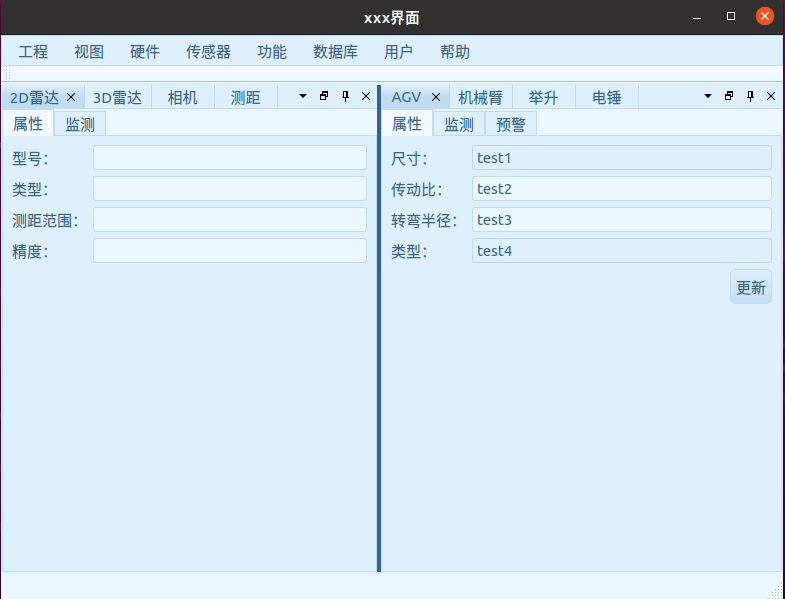 xxx界面
工程 视图 硬件 传感器 功能 数据库 用户 帮助
2D雷达 3D雷达 相机 测距
属性 监测
型号：
类型：
测距范围：
精度：
AGV 机械臂 举升 电锤
属性 监测 预警
尺寸： test1
传动比： test2
转弯半径： test3
类型： test4
更新